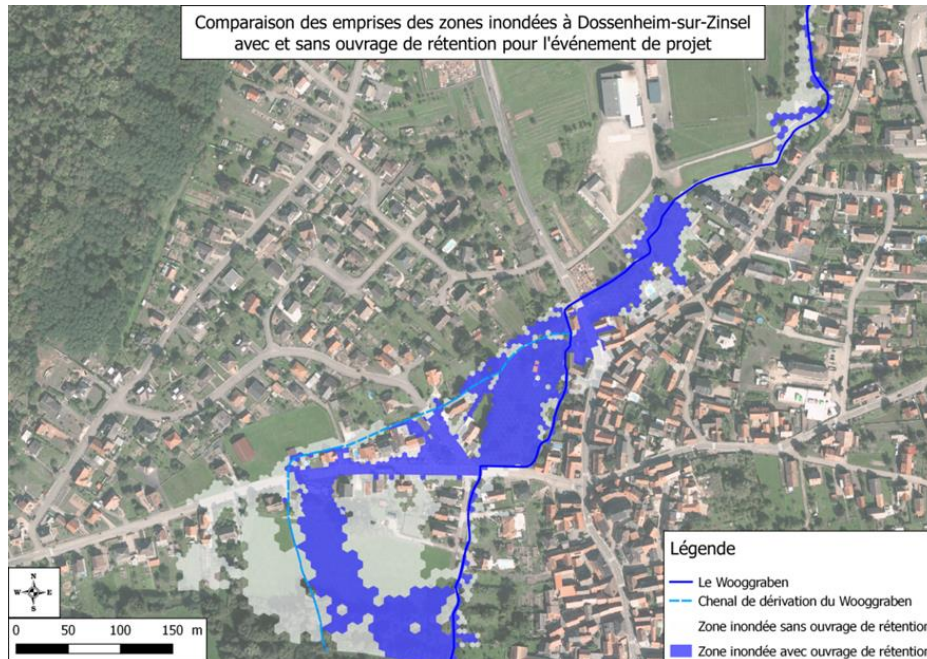 Comparaison des emprises des zones inondées à Dossenheim-sur-Zinsel
avec et sans ouvrage de rétention pour l'événement de projet
Légende
Le Wooggraben
Chenal de dérivation du Wooggraben
Zone inondée sans ouvrage de rétention
Zone inondée avec ouvrage de rétention
N
W E
S
0 50 100 150 m